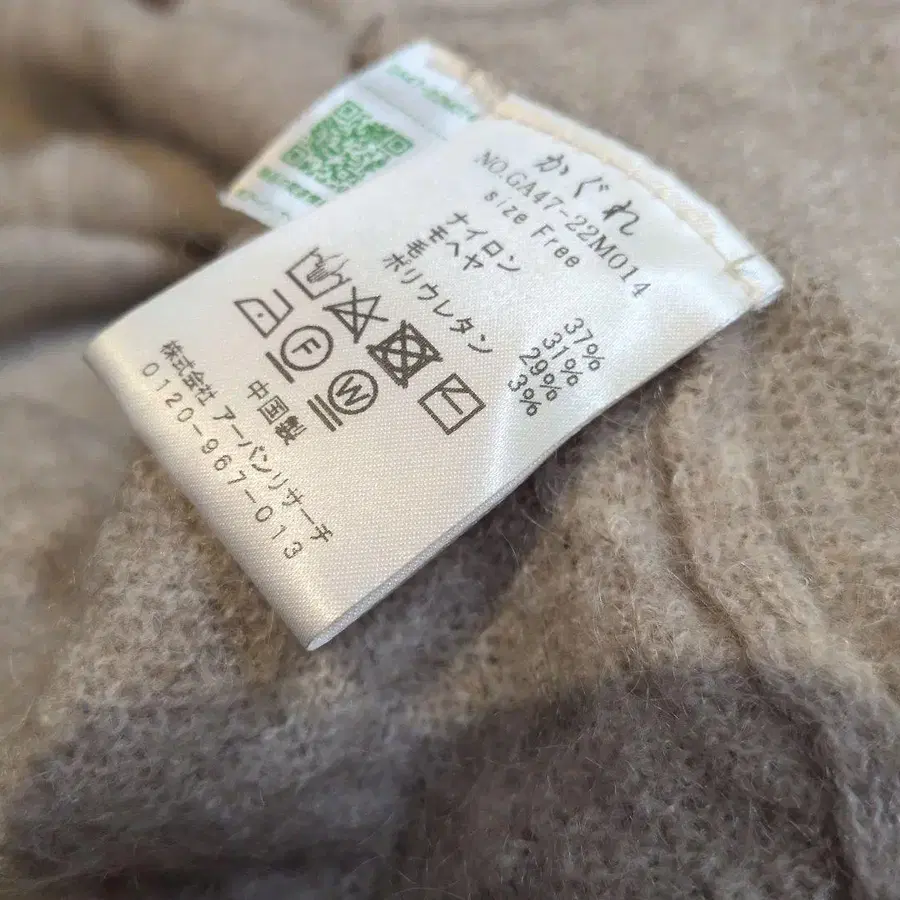 かぐれ
NO.GA47-22M014
size Free
ナイロン 37%
モヘヤ 31%
毛 29%
ポリウレタン 3%
F
W
中国製
株式会社 アーバンリサーチ
0120-967-013